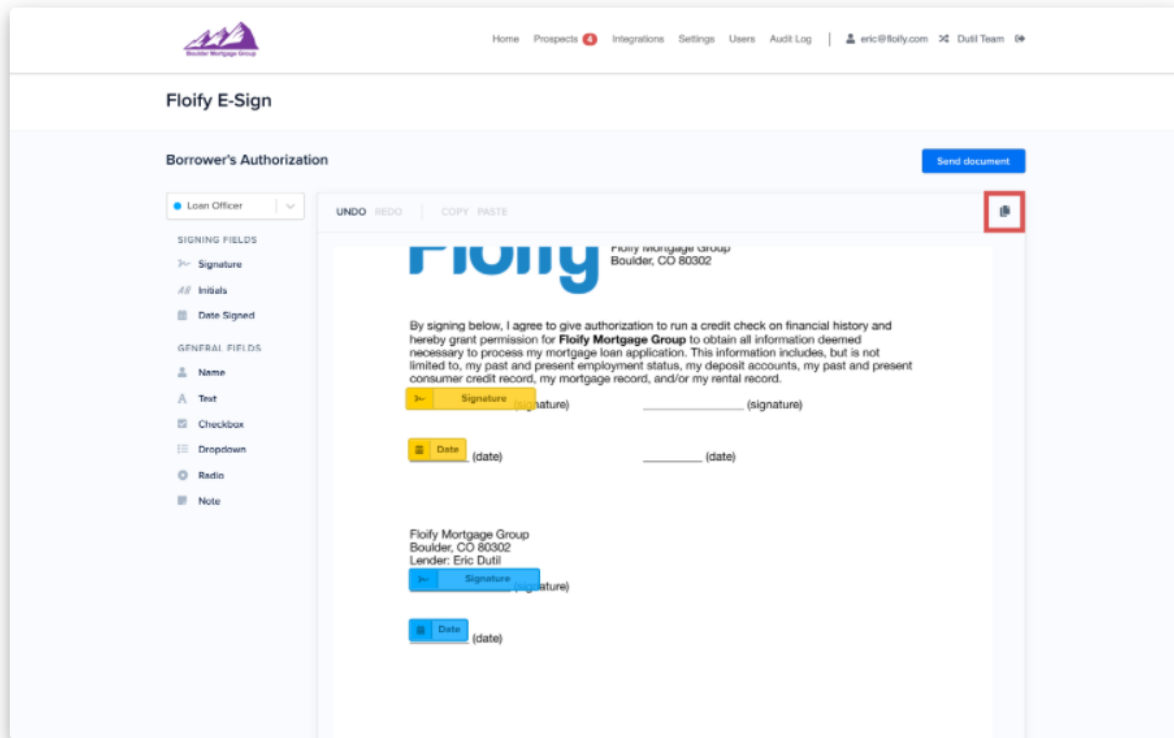 Boulder Mortgage Group
Home Prospects 4 Integrations Settings Users Audit Log eric@floify.com Dutil Team
Floify E-Sign
Borrower's Authorization
Send document
Loan Officer
UNDO REDO COPY PASTE
SIGNING FIELDS
Signature
Initials
Date Signed
GENERAL FIELDS
Name
Text
Checkbox
Dropdown
Radio
Note
Floify
Floify Mortgage Group
Boulder, CO 80302
By signing below, I agree to give authorization to run a credit check on financial history and
hereby grant permission for Floify Mortgage Group to obtain all information deemed
necessary to process my mortgage loan application. This information includes, but is not
limited to, my past and present employment status, my deposit accounts, my past and present
consumer credit record, my mortgage record, and/or my rental record.
Signature (signature) (signature)
Date (date) (date)
Floify Mortgage Group
Boulder, CO 80302
Lender: Eric Dutil
Signature (signature)
Date (date)